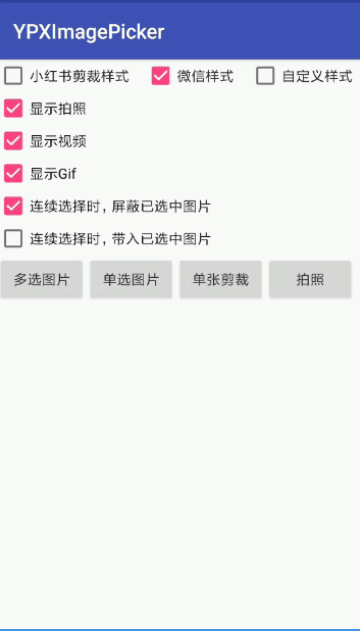 YPXImagePicker
小红书剪裁样式 微信样式 自定义样式
显示拍照
显示视频
显示Gif
连续选择时，屏蔽已选中图片
连续选择时，带入已选中图片
多选图片 单选图片 单张剪裁 拍照